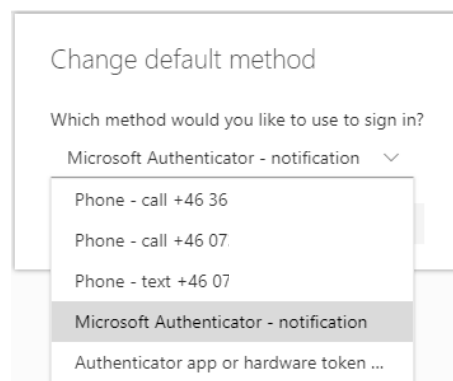 Change default method
Which method would you like to use to sign in?
Microsoft Authenticator - notification
Phone - call +46 36
Phone - call +46 07
Phone - text +46 07
Microsoft Authenticator - notification
Authenticator app or hardware token ...